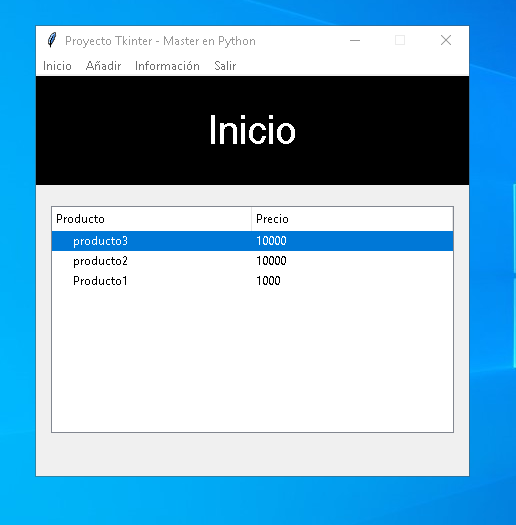 Proyecto Tkinter - Master en Python
Inicio Añadir Información Salir
Inicio
Producto Precio
producto3 10000
producto2 10000
Producto1 1000